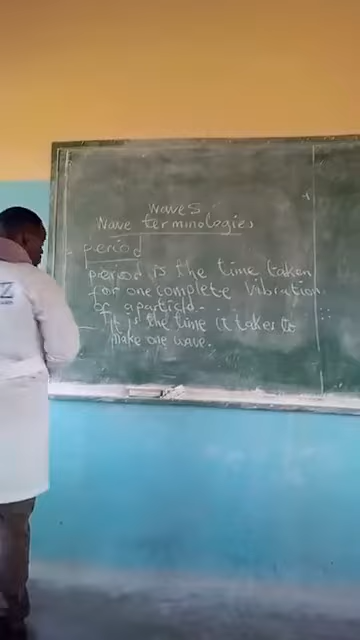 waves
Wave terminologies
period
period is the time taken
for one complete vibration
of a particle.
It is the time it takes to
make one wave.